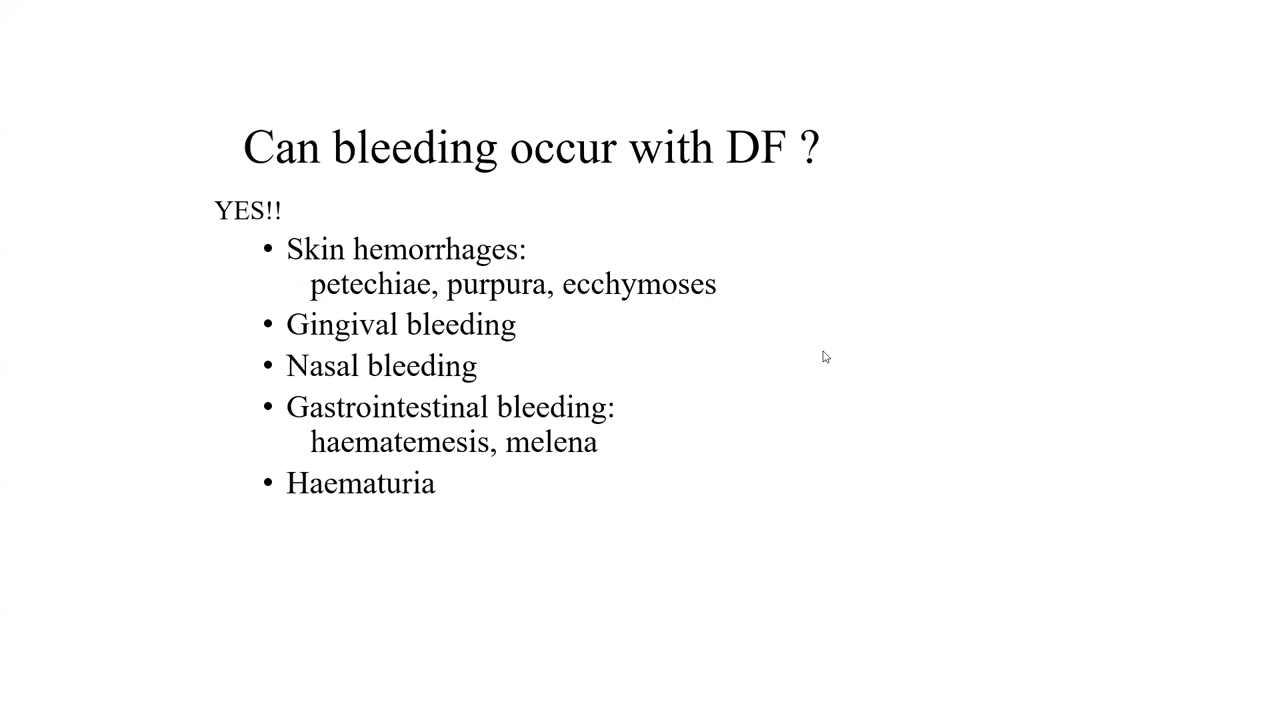 Can bleeding occur with DF ?
YES!!
• Skin hemorrhages:
petechiae, purpura, ecchymoses
• Gingival bleeding
• Nasal bleeding
• Gastrointestinal bleeding:
haematemesis, melena
• Haematuria